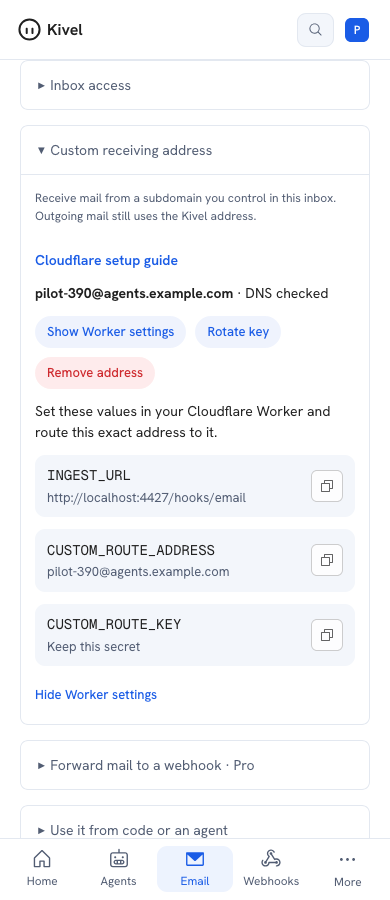 Kivel
P
▸ Inbox access
▾ Custom receiving address
Receive mail from a subdomain you control in this inbox.
Outgoing mail still uses the Kivel address.
Cloudflare setup guide
pilot-390@agents.example.com · DNS checked
Show Worker settings
Rotate key
Remove address
Set these values in your Cloudflare Worker and
route this exact address to it.
INGEST_URL
http://localhost:4427/hooks/email
CUSTOM_ROUTE_ADDRESS
pilot-390@agents.example.com
CUSTOM_ROUTE_KEY
Keep this secret
Hide Worker settings
▸ Forward mail to a webhook · Pro
▸ Use it from code or an agent
Home
Agents
Email
Webhooks
More